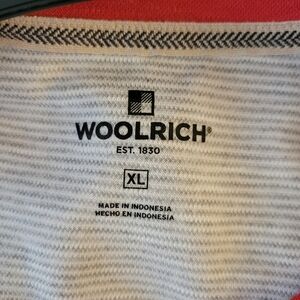 WOOLRICH®
EST. 1830
XL
MADE IN INDONESIA
HECHO EN INDONESIA